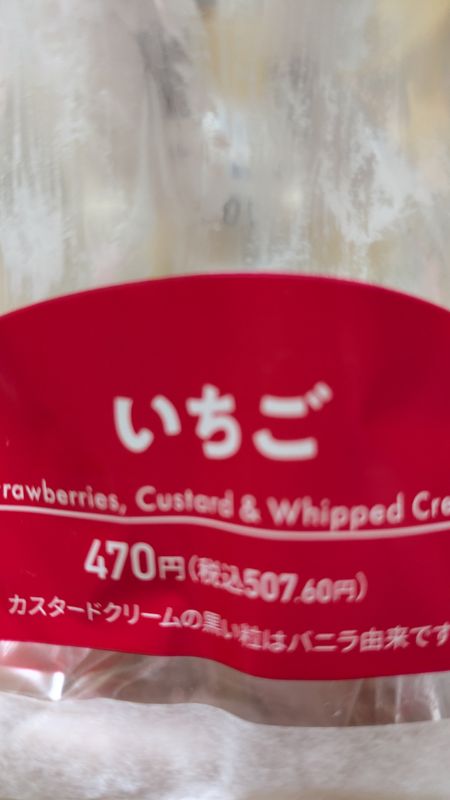 いちご
Strawberries, Custard & Whipped Cre
470円(税込507.60円)
カスタードクリームの黒い粒はバニラ由来です